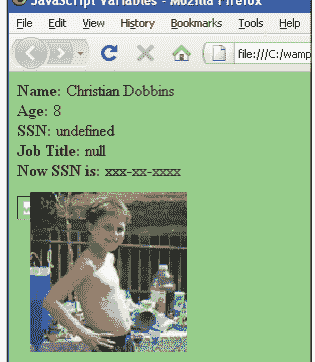 JavaScript Variables - Mozilla Firefox
File Edit View History Bookmarks Tools Help
file:///C:/wamp
Name: Christian Dobbins
Age: 8
SSN: undefined
Job Title: null
Now SSN is: xxx-xx-xxxx